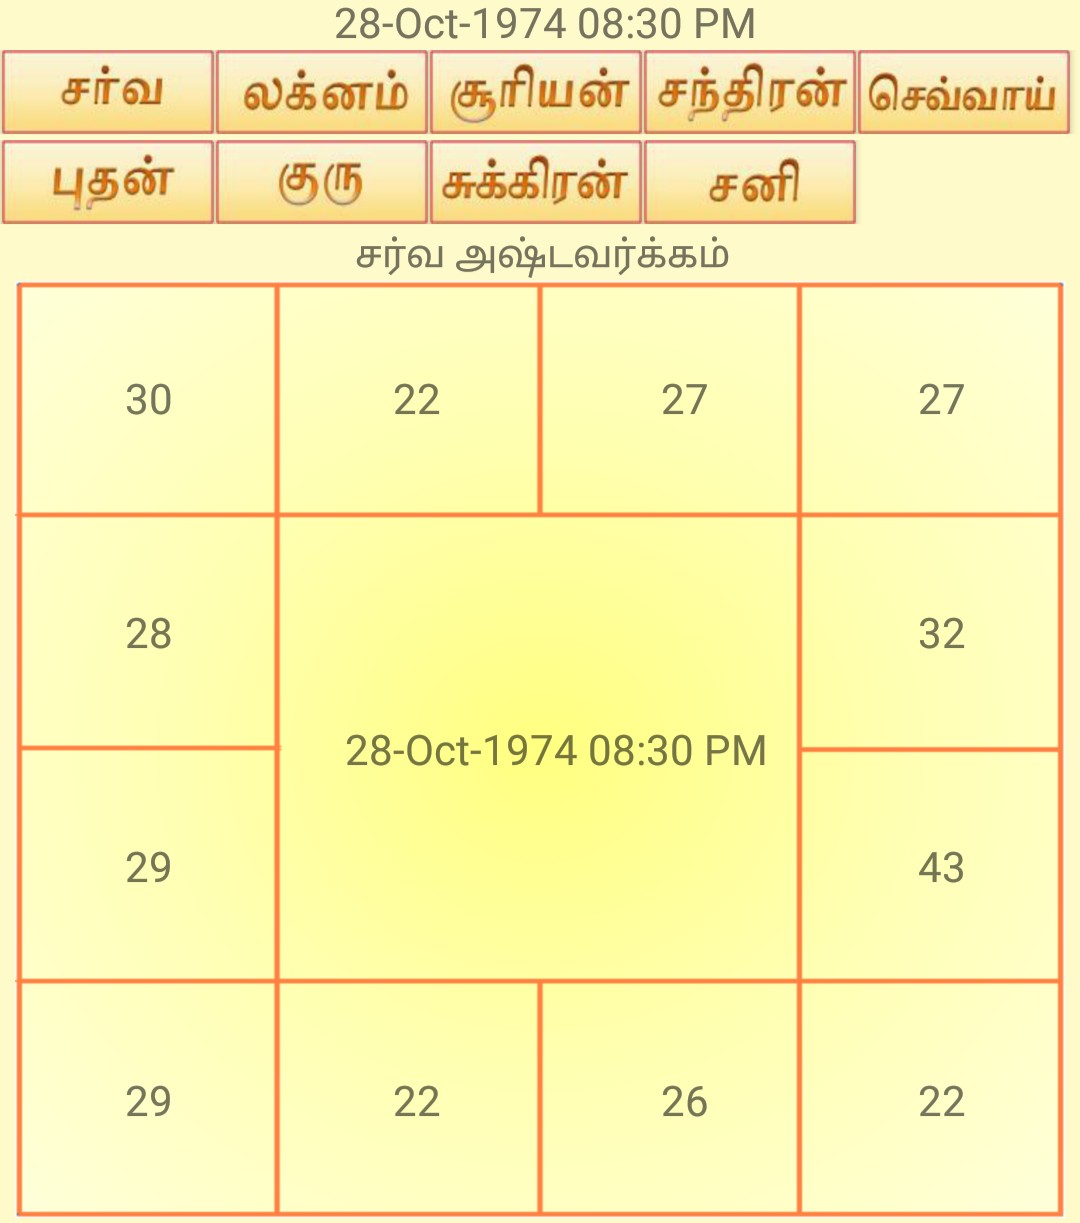 28-Oct-1974 08:30 PM
சர்வ லக்னம் சூரியன் சந்திரன் செவ்வாய்
புதன் குரு சுக்கிரன் சனி
சர்வ அஷ்டவர்க்கம்
30 22 27 27
28 32
28-Oct-1974 08:30 PM
29 43
29 22 26 22